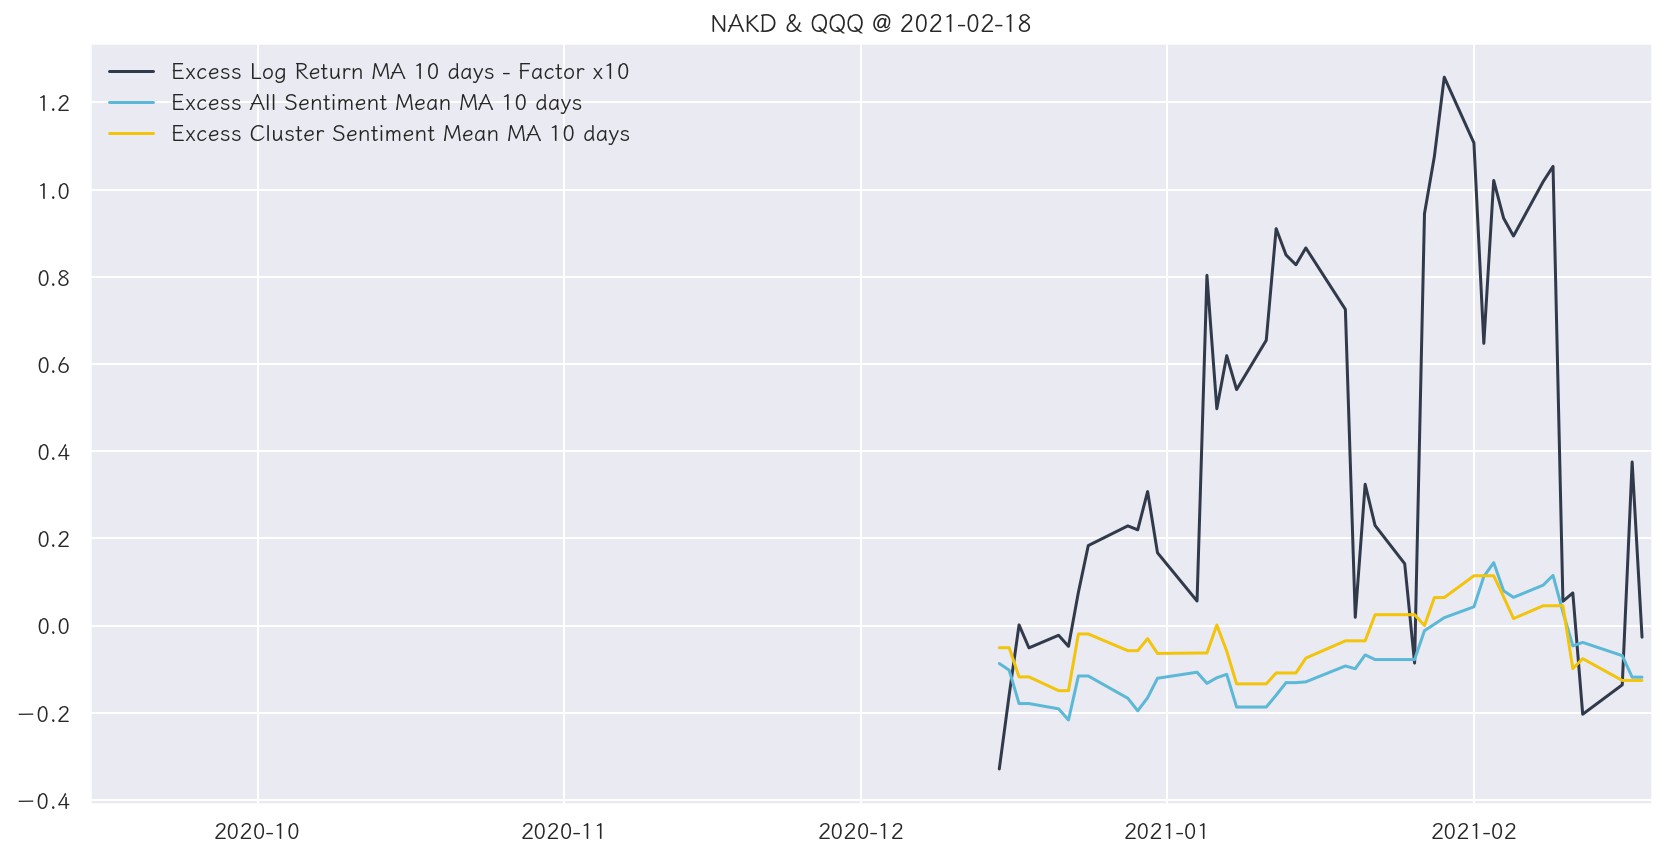 NAKD & QQQ @ 2021-02-18
Excess Log Return MA 10 days - Factor x10
Excess All Sentiment Mean MA 10 days
Excess Cluster Sentiment Mean MA 10 days
1.2
1.0
0.8
0.6
0.4
0.2
0.0
−0.2
−0.4
2020-10 2020-11 2020-12 2021-01 2021-02